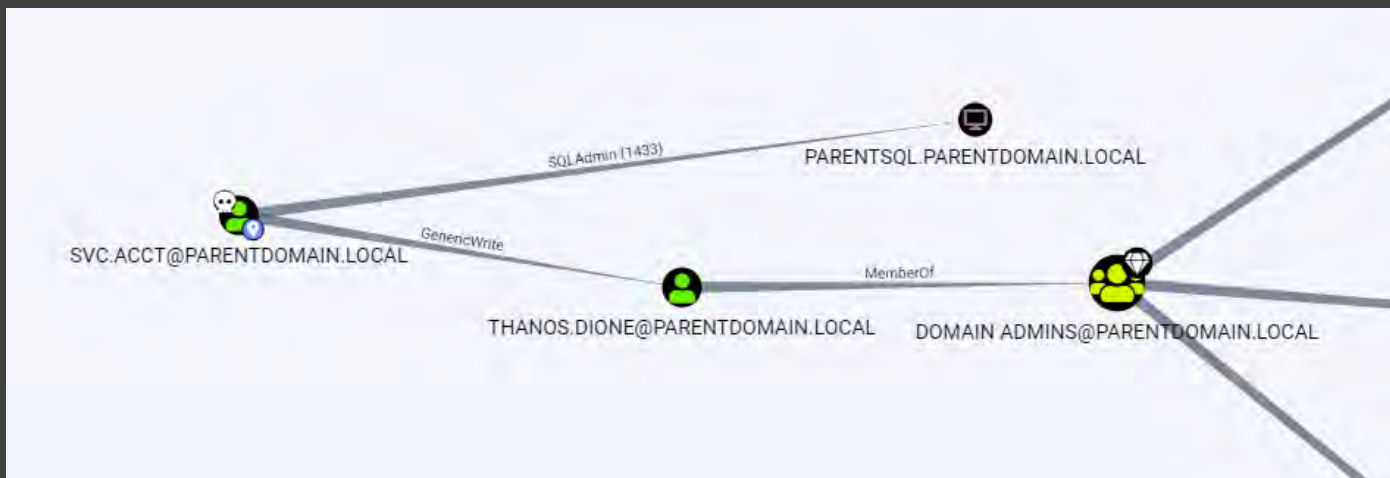 SQLAdmin (1433)
PARENTSQL.PARENTDOMAIN.LOCAL
SVC.ACCT@PARENTDOMAIN.LOCAL
GenericWrite
MemberOf
THANOS.DIONE@PARENTDOMAIN.LOCAL
DOMAIN ADMINS@PARENTDOMAIN.LOCAL